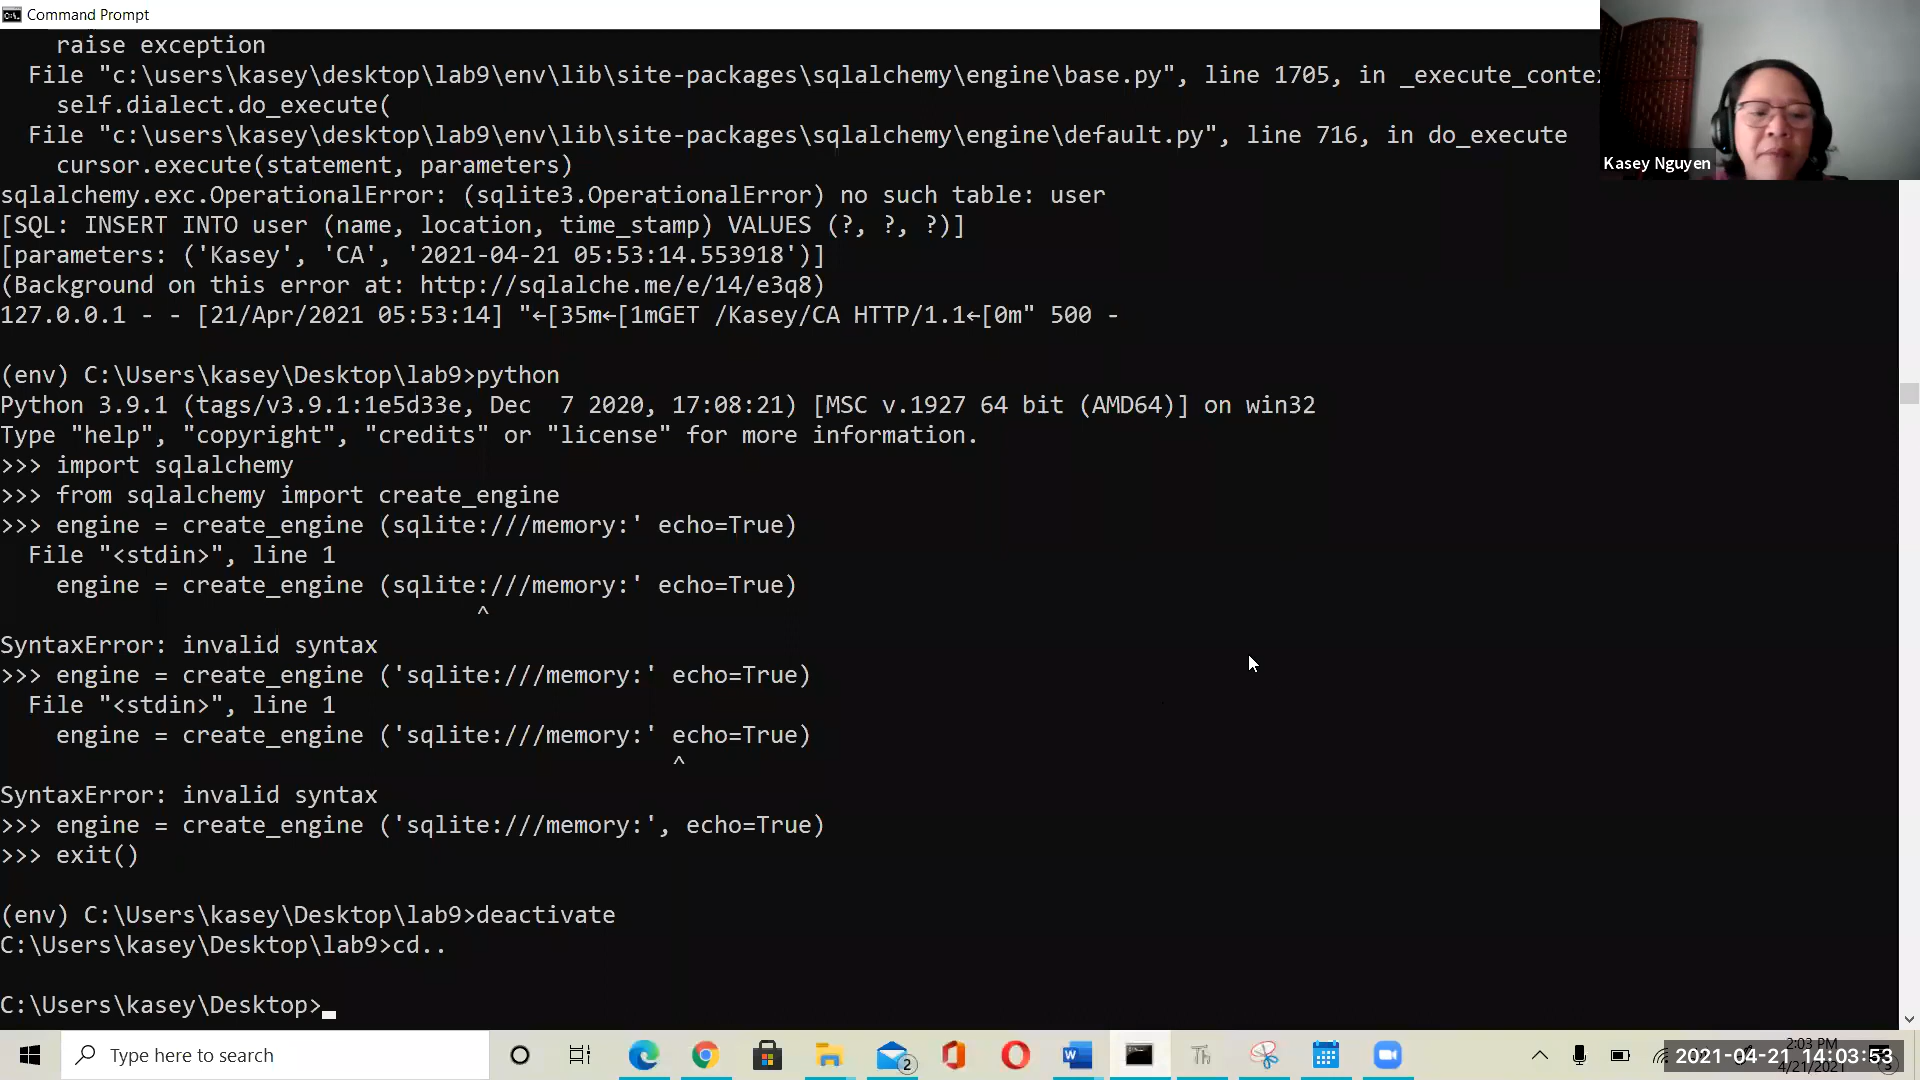 Command Prompt
raise exception
File "c:\users\kasey\desktop\lab9\env\lib\site-packages\sqlalchemy\engine\base.py", line 1705, in _execute_conte
self.dialect.do_execute(
File "c:\users\kasey\desktop\lab9\env\lib\site-packages\sqlalchemy\engine\default.py", line 716, in do_execute
cursor.execute(statement, parameters)
Kasey Nguyen
sqlalchemy.exc.OperationalError: (sqlite3.OperationalError) no such table: user
[SQL: INSERT INTO user (name, location, time_stamp) VALUES (?, ?, ?)]
[parameters: ('Kasey', 'CA', '2021-04-21 05:53:14.553918')]
(Background on this error at: http://sqlalche.me/e/14/e3q8)
127.0.0.1 - - [21/Apr/2021 05:53:14] "←[35m←[1mGET /Kasey/CA HTTP/1.1←[0m" 500 -
(env) C:\Users\kasey\Desktop\lab9>python
Python 3.9.1 (tags/v3.9.1:1e5d33e, Dec  7 2020, 17:08:21) [MSC v.1927 64 bit (AMD64)] on win32
Type "help", "copyright", "credits" or "license" for more information.
>>> import sqlalchemy
>>> from sqlalchemy import create_engine
>>> engine = create_engine (sqlite:///memory:' echo=True)
File "<stdin>", line 1
engine = create_engine (sqlite:///memory:' echo=True)
^
SyntaxError: invalid syntax
>>> engine = create_engine ('sqlite:///memory:' echo=True)
File "<stdin>", line 1
engine = create_engine ('sqlite:///memory:' echo=True)
^
SyntaxError: invalid syntax
>>> engine = create_engine ('sqlite:///memory:', echo=True)
>>> exit()
(env) C:\Users\kasey\Desktop\lab9>deactivate
C:\Users\kasey\Desktop\lab9>cd..
C:\Users\kasey\Desktop>
Type here to search
2
2:03 PM
2021-04-21 14:03:53